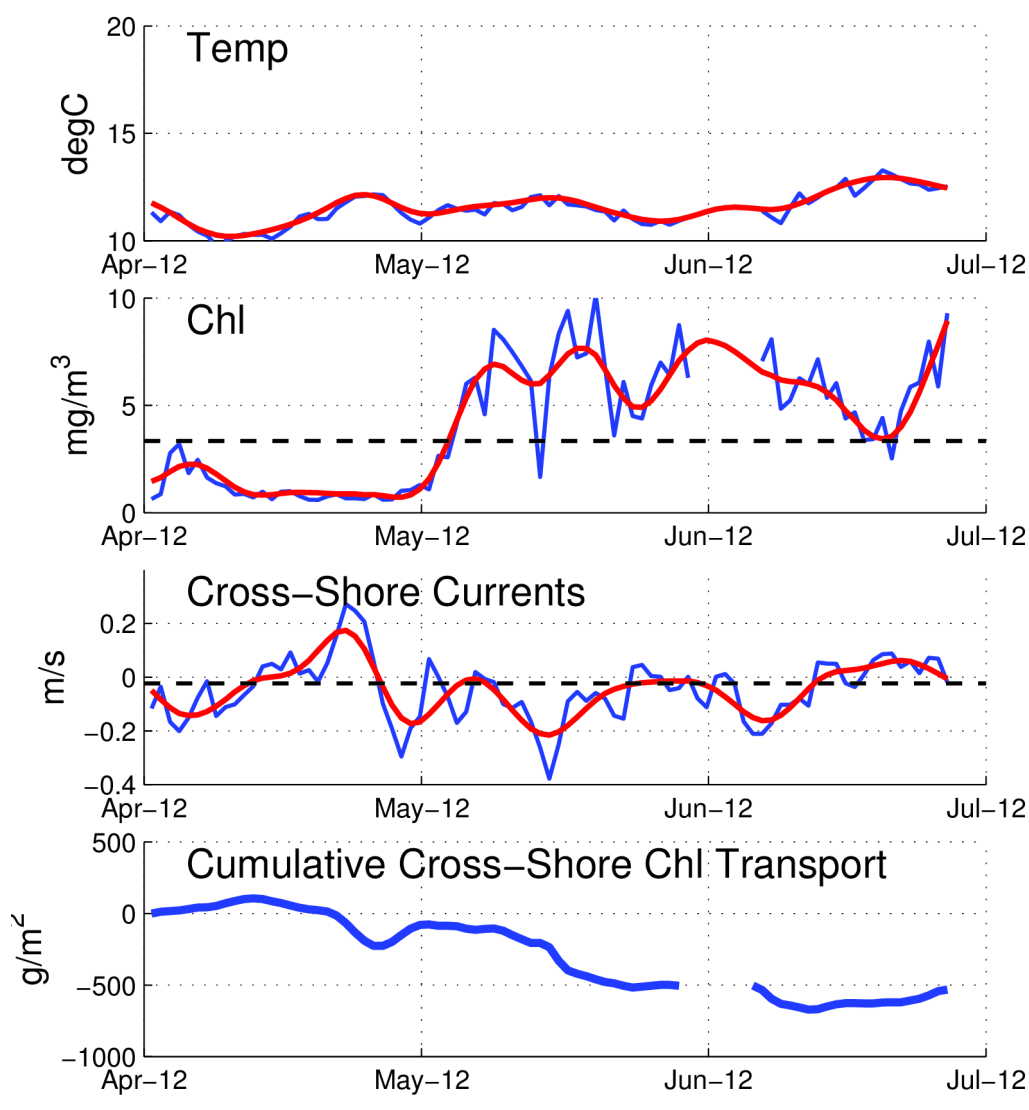 Temp
degC
20
15
10
Apr−12 May−12 Jun−12 Jul−12
Chl
mg/m³
10
5
0
Apr−12 May−12 Jun−12 Jul−12
Cross−Shore Currents
m/s
0.2
0
−0.2
−0.4
Apr−12 May−12 Jun−12 Jul−12
Cumulative Cross−Shore Chl Transport
g/m²
500
0
−500
−1000
Apr−12 May−12 Jun−12 Jul−12